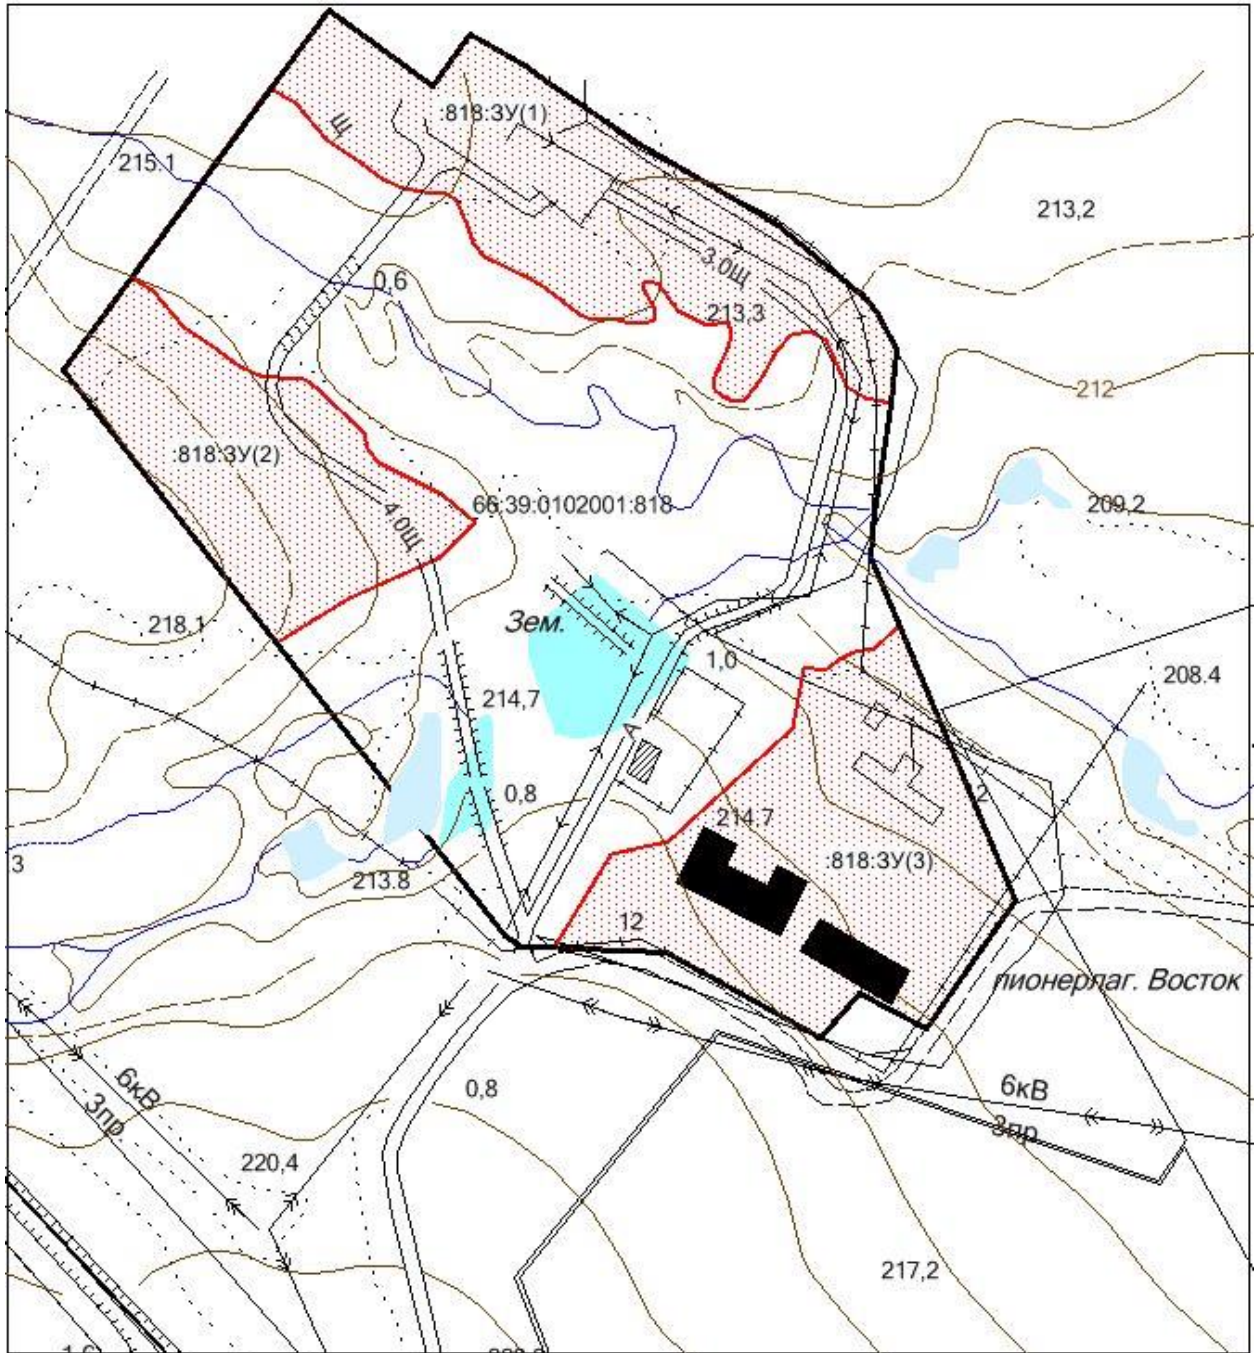 :818:ЗУ(1)
Щ
215.1
213,2
3.0Щ
0,6
213,3
212
:818:ЗУ(2)
66:39:0102001:818
209,2
4.0Щ
218.1
Зем.
1,0
208.4
214,7
А
0,8
2
214.7
:818:ЗУ(3)
3
213.8
12
пионерлаг. Восток
6кВ
3пр
0,8
6кВ
3пр
220,4
217,2